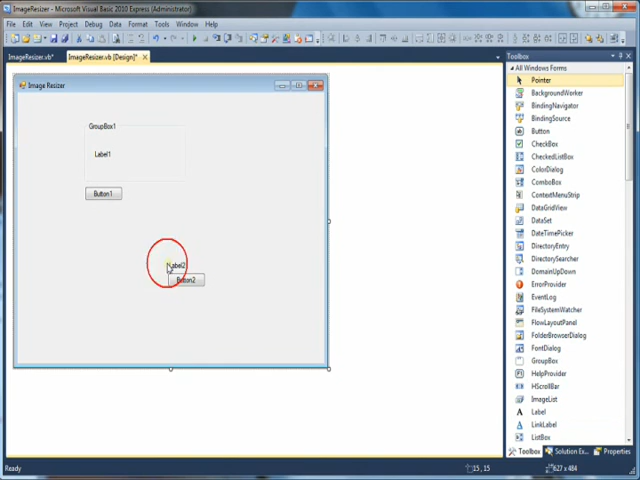 ImageResizer - Microsoft Visual Basic 2010 Express (Administrator)
File Edit View Project Debug Data Format Tools Window Help
ImageResizer.vb* ImageResizer.vb [Design]*
Toolbox
Image Resizer
GroupBox1
Label1
Button1
Label2
Button2
All Windows Forms
Pointer
BackgroundWorker
BindingNavigator
BindingSource
Button
CheckBox
CheckedListBox
ColorDialog
ComboBox
ContextMenuStrip
DataGridView
DataSet
DateTimePicker
DirectoryEntry
DirectorySearcher
DomainUpDown
ErrorProvider
EventLog
FileSystemWatcher
FlowLayoutPanel
FolderBrowserDialog
FontDialog
GroupBox
HelpProvider
HScrollBar
ImageList
Label
LinkLabel
ListBox
Toolbox Solution Ex... Properties
Ready 15, 15 627 x 484